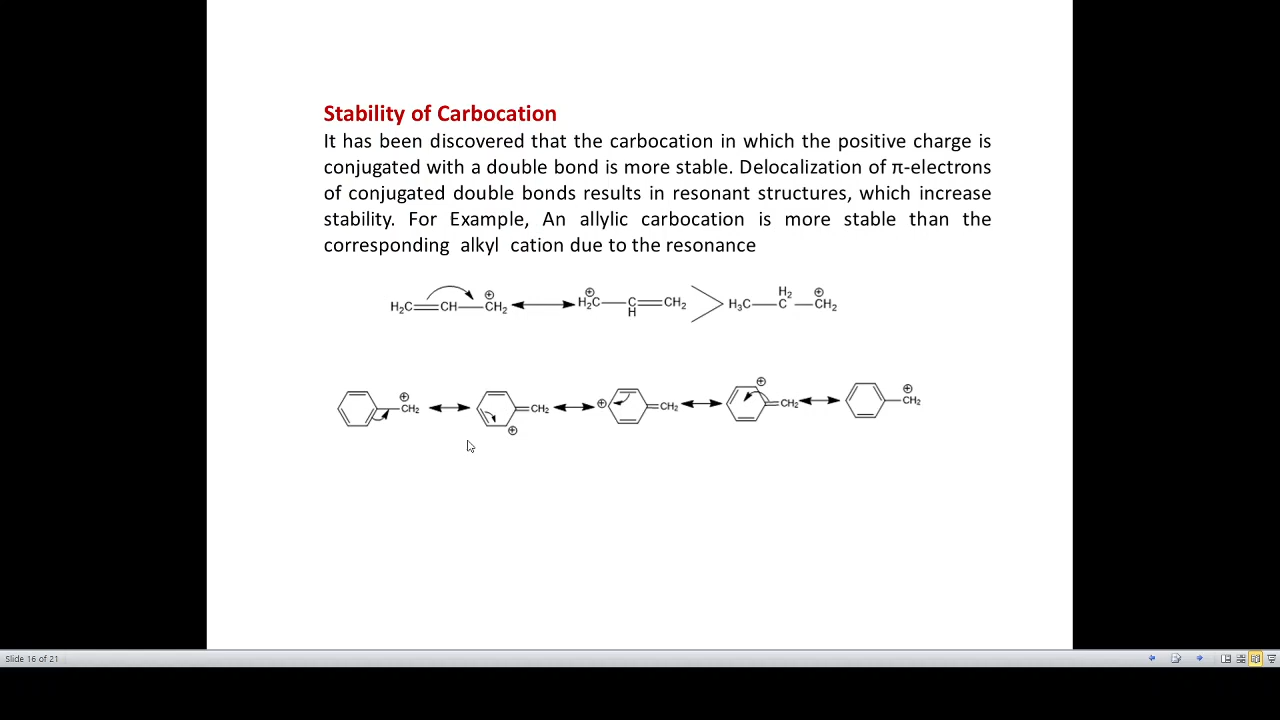 Stability of Carbocation
It has been discovered that the carbocation in which the positive charge is
conjugated with a double bond is more stable. Delocalization of π-electrons
of conjugated double bonds results in resonant structures, which increase
stability. For Example, An allylic carbocation is more stable than the
corresponding alkyl cation due to the resonance
H₂C═CH—CH₂ ⊕ ↔ ⊕ H₂C—C H═CH₂ > H₃C—H₂ C—CH₂ ⊕
⊕ CH₂ ↔ CH₂ ⊕ ↔ ⊕ CH₂ ↔ ⊕ CH₂ ↔ ⊕ CH₂
Slide 16 of 21